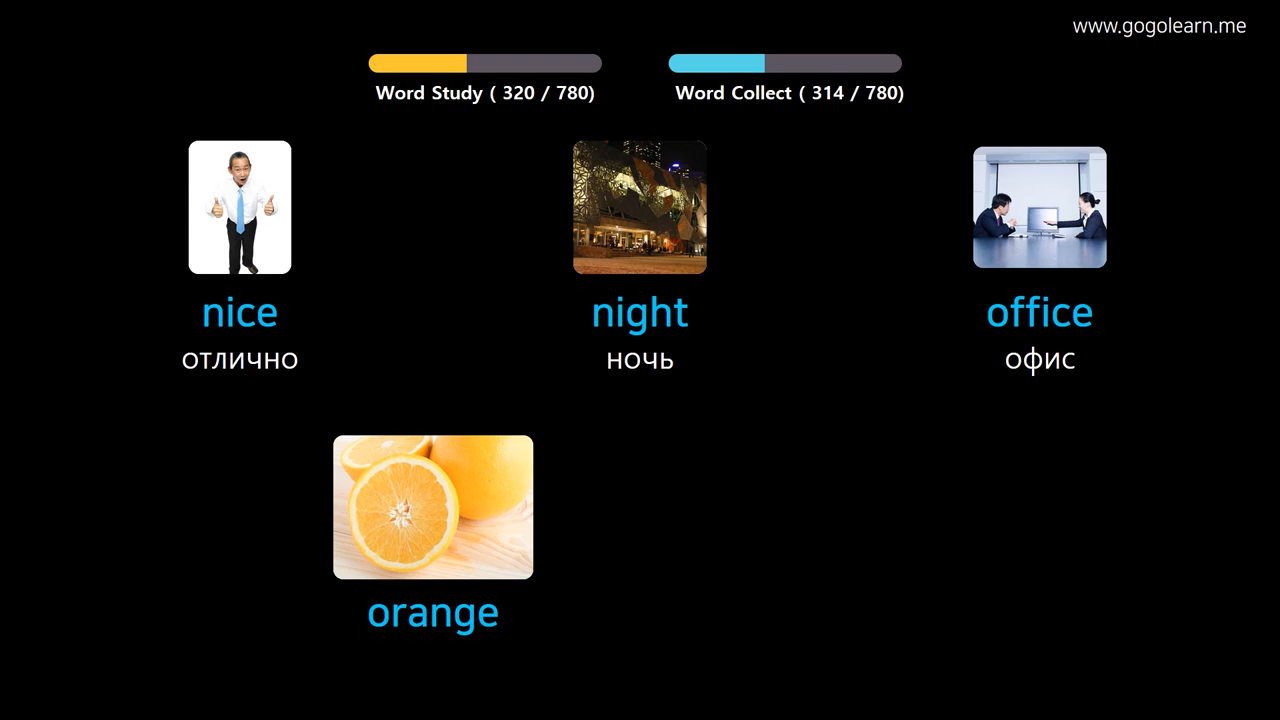 www.gogolearn.me
Word Study ( 320 / 780)
Word Collect ( 314 / 780)
nice
отлично
night
ночь
office
офис
orange